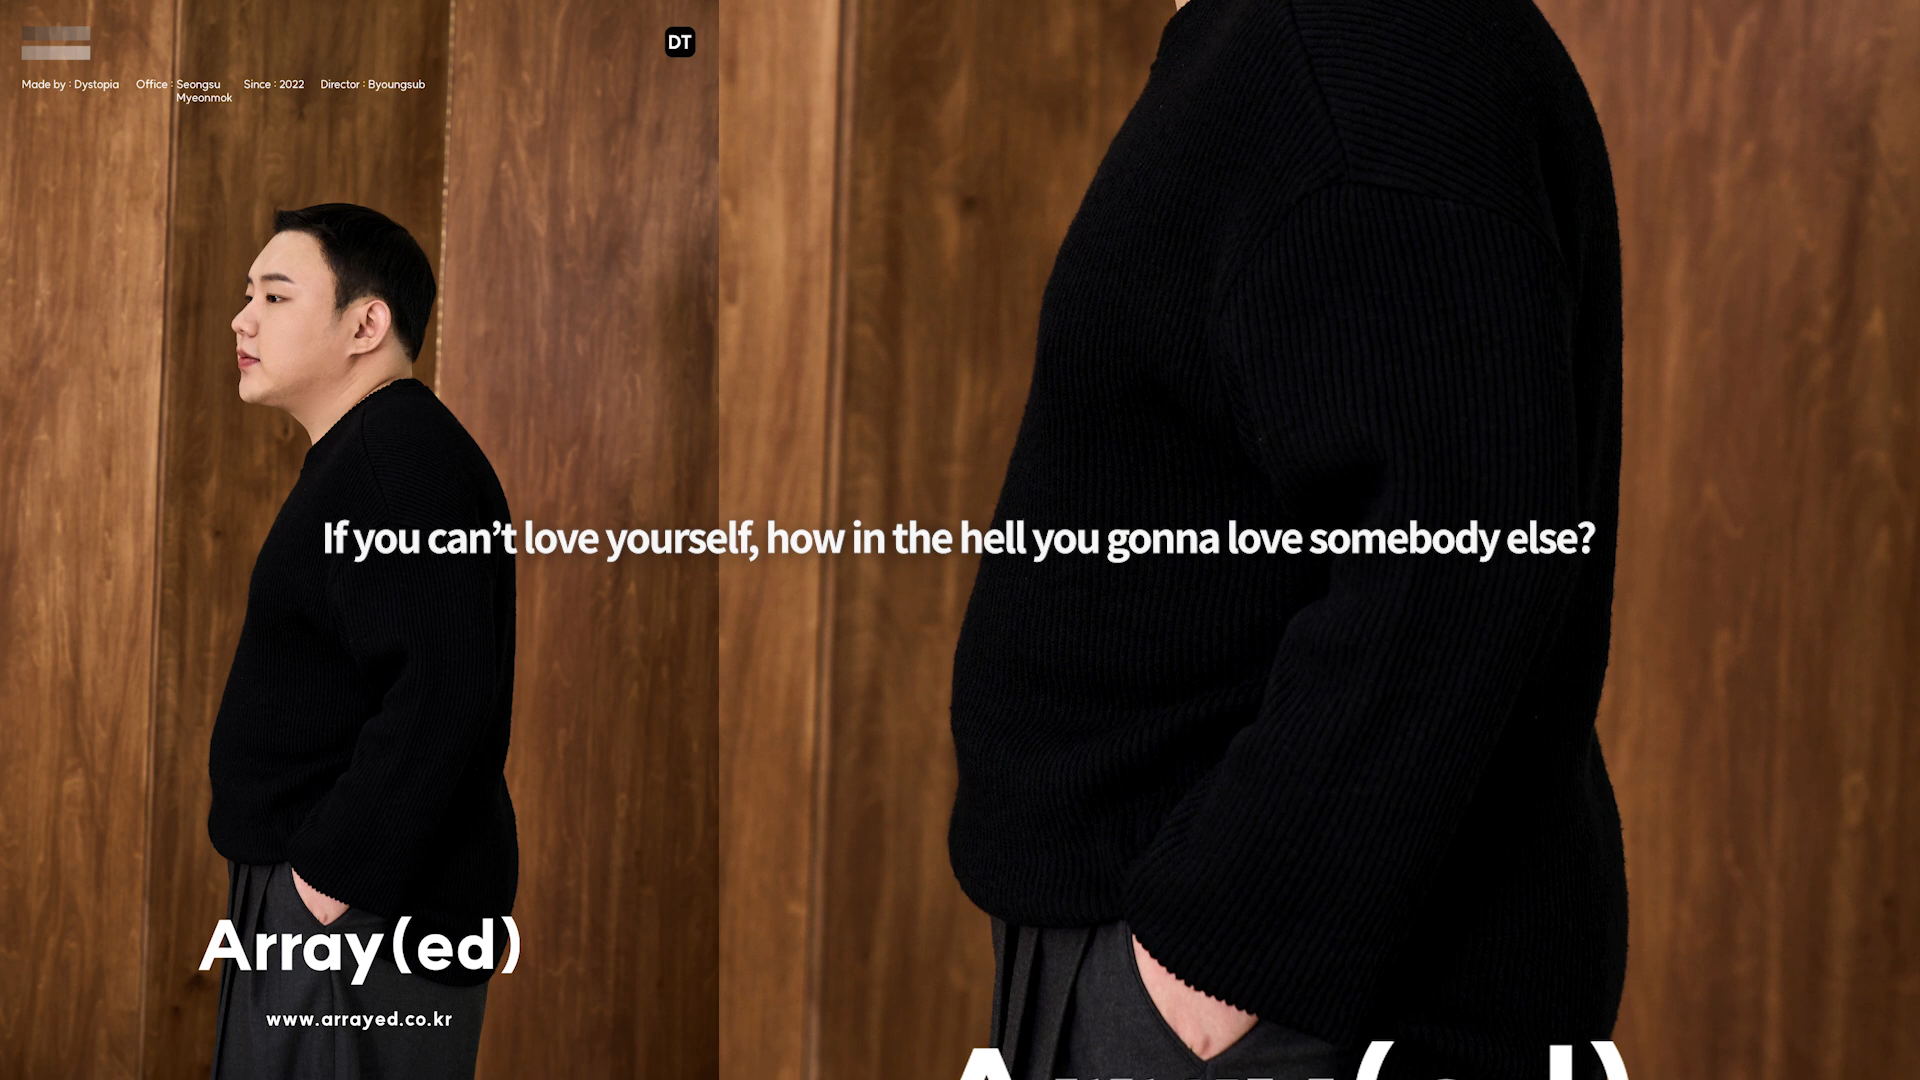 DT
Made by : Dystopia Office : Seongsu Since : 2022 Director : Byoungsub
Myeonmok
If you can’t love yourself, how in the hell you gonna love somebody else?
Array(ed)
www.arrayed.co.kr